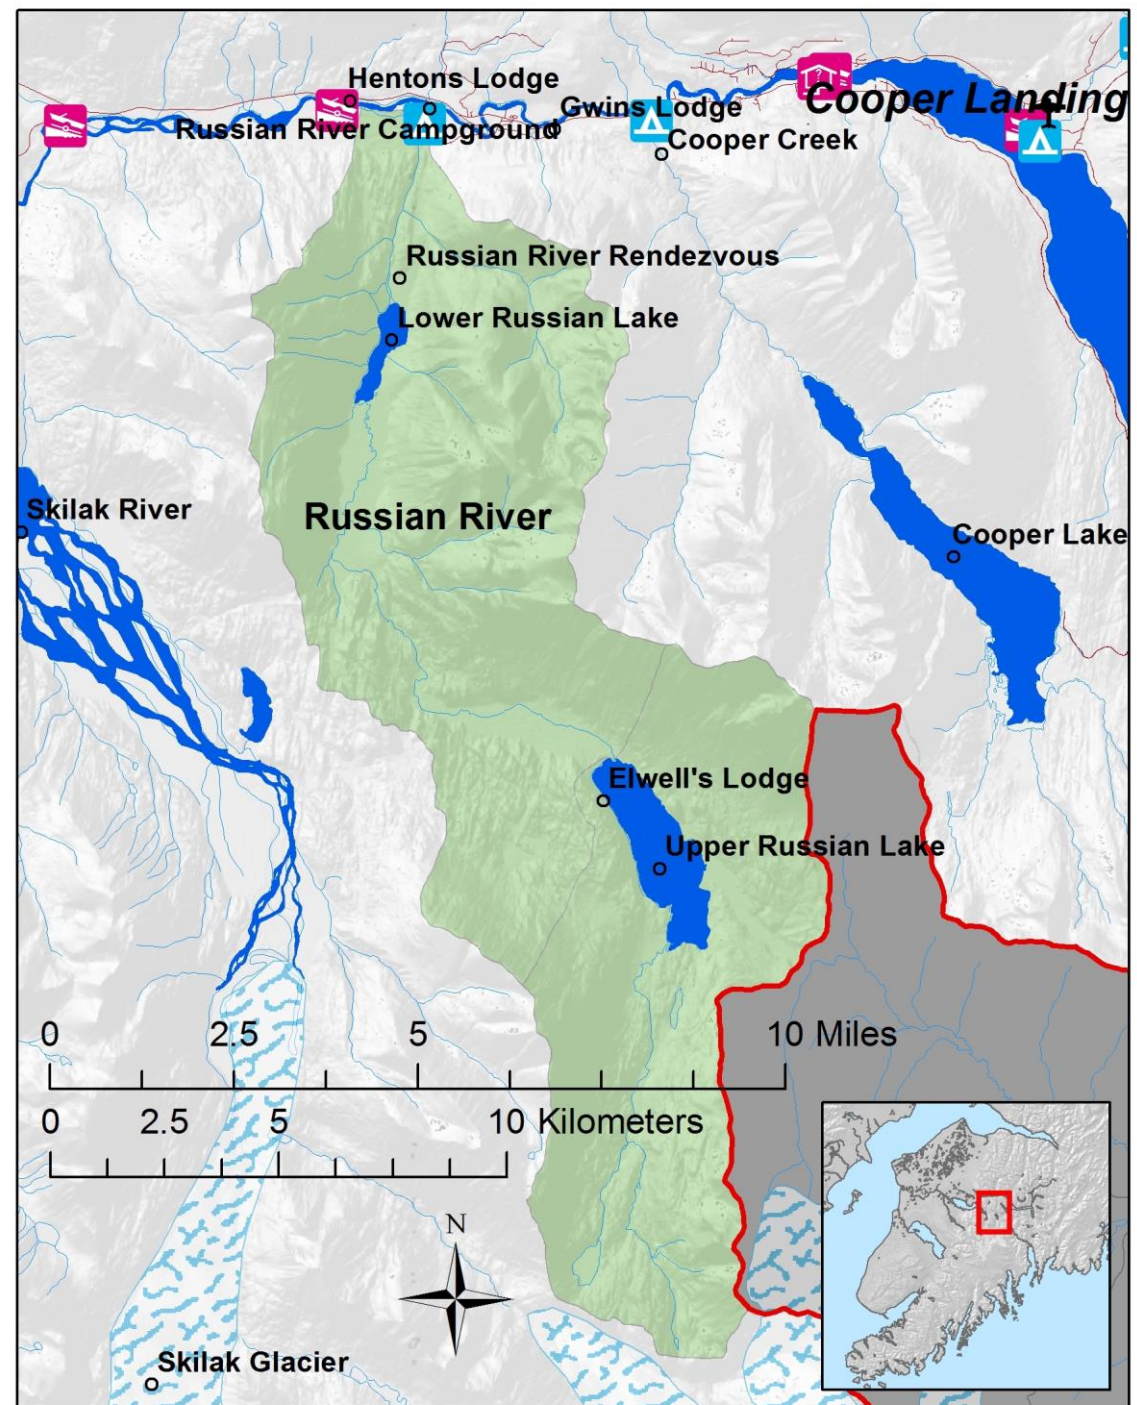 Hentons Lodge
Gwins Lodge
Cooper Landing
Russian River Campground
Cooper Creek
Russian River Rendezvous
Lower Russian Lake
Skilak River
Russian River
Cooper Lake
Elwell's Lodge
Upper Russian Lake
0 2.5 5 10 Miles
0 2.5 5 10 Kilometers
N
Skilak Glacier